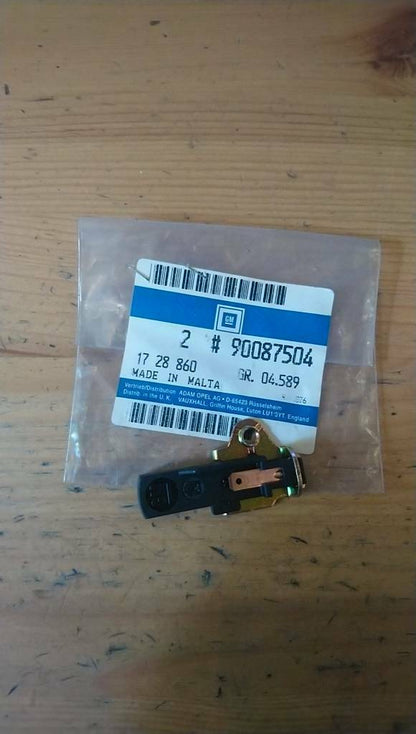 GM
2 # 90087504
17 28 860 GR. 04.589
MADE IN MALTA
Vertrieb/Distribution ADAM OPEL AG • D-65423 Rüsselsheim
Distrib. in the U.K. VAUXHALL, Griffin House, Luton LU1 3YT, England